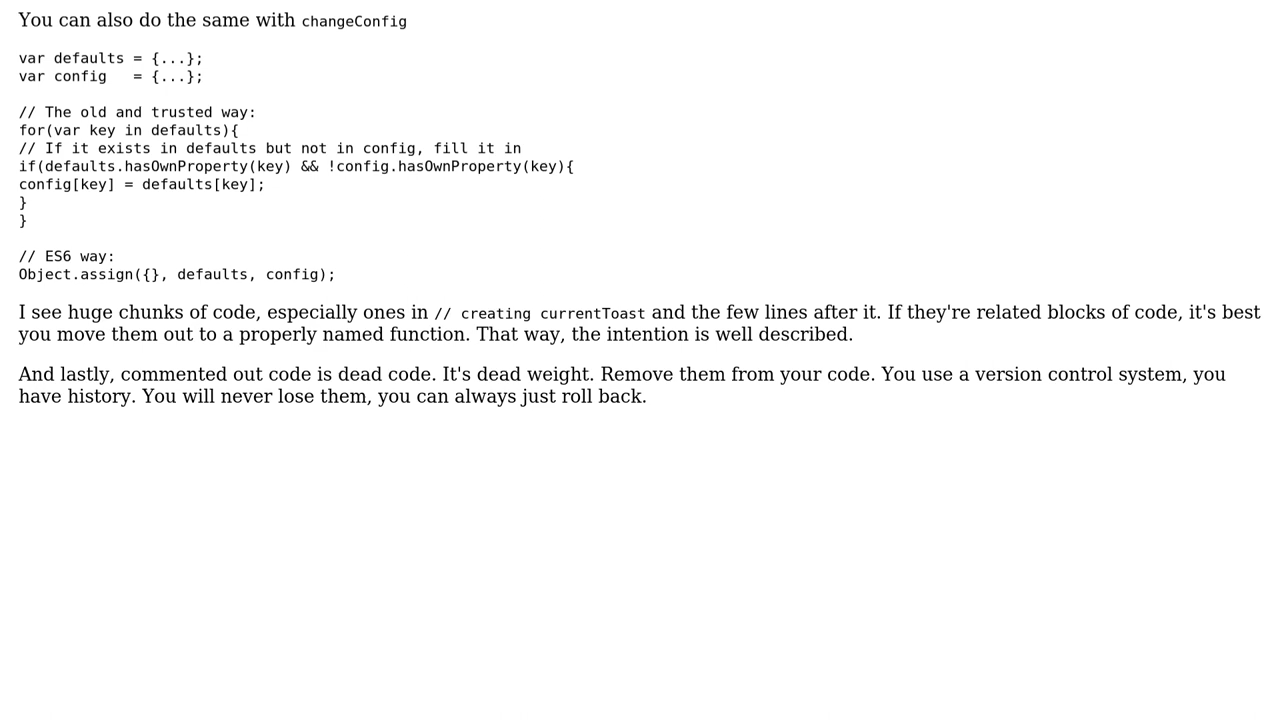 You can also do the same with changeConfig
var defaults = {...};
var config   = {...};
// The old and trusted way:
for(var key in defaults){
// If it exists in defaults but not in config, fill it in
if(defaults.hasOwnProperty(key) && !config.hasOwnProperty(key){
config[key] = defaults[key];
}
}
// ES6 way:
Object.assign({}, defaults, config);
I see huge chunks of code, especially ones in // creating currentToast and the few lines after it. If they're related blocks of code, it's best
you move them out to a properly named function. That way, the intention is well described.
And lastly, commented out code is dead code. It's dead weight. Remove them from your code. You use a version control system, you
have history. You will never lose them, you can always just roll back.